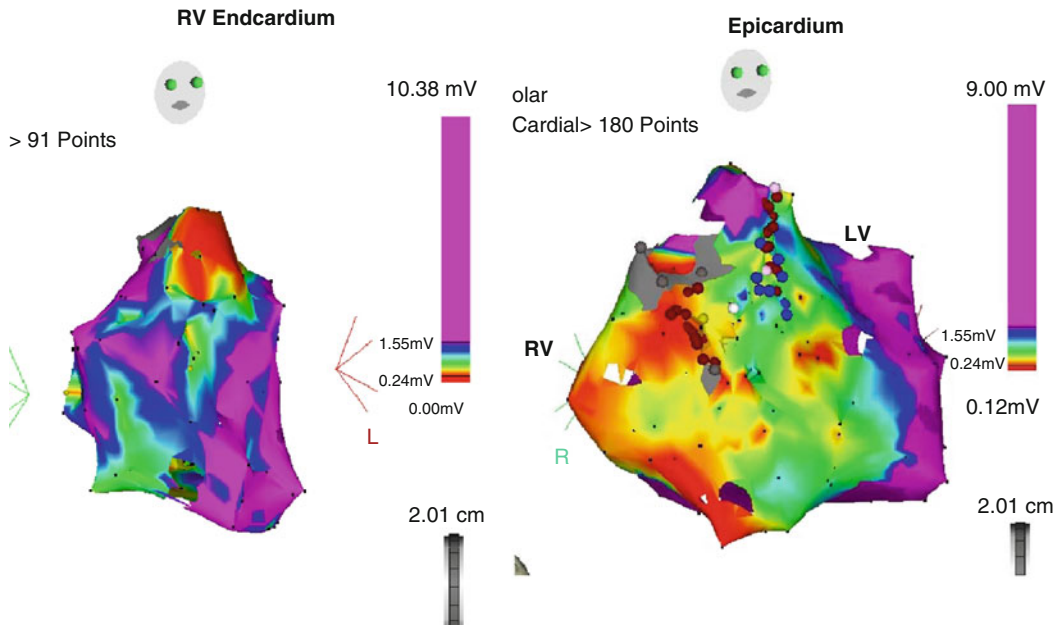 RV Endcardium
10.38 mV
> 91 Points
1.55mV
0.24mV
0.00mV
L
2.01 cm
Epicardium
9.00 mV
olar
Cardial> 180 Points
LV
RV
1.55mV
0.24mV
0.12mV
R
2.01 cm